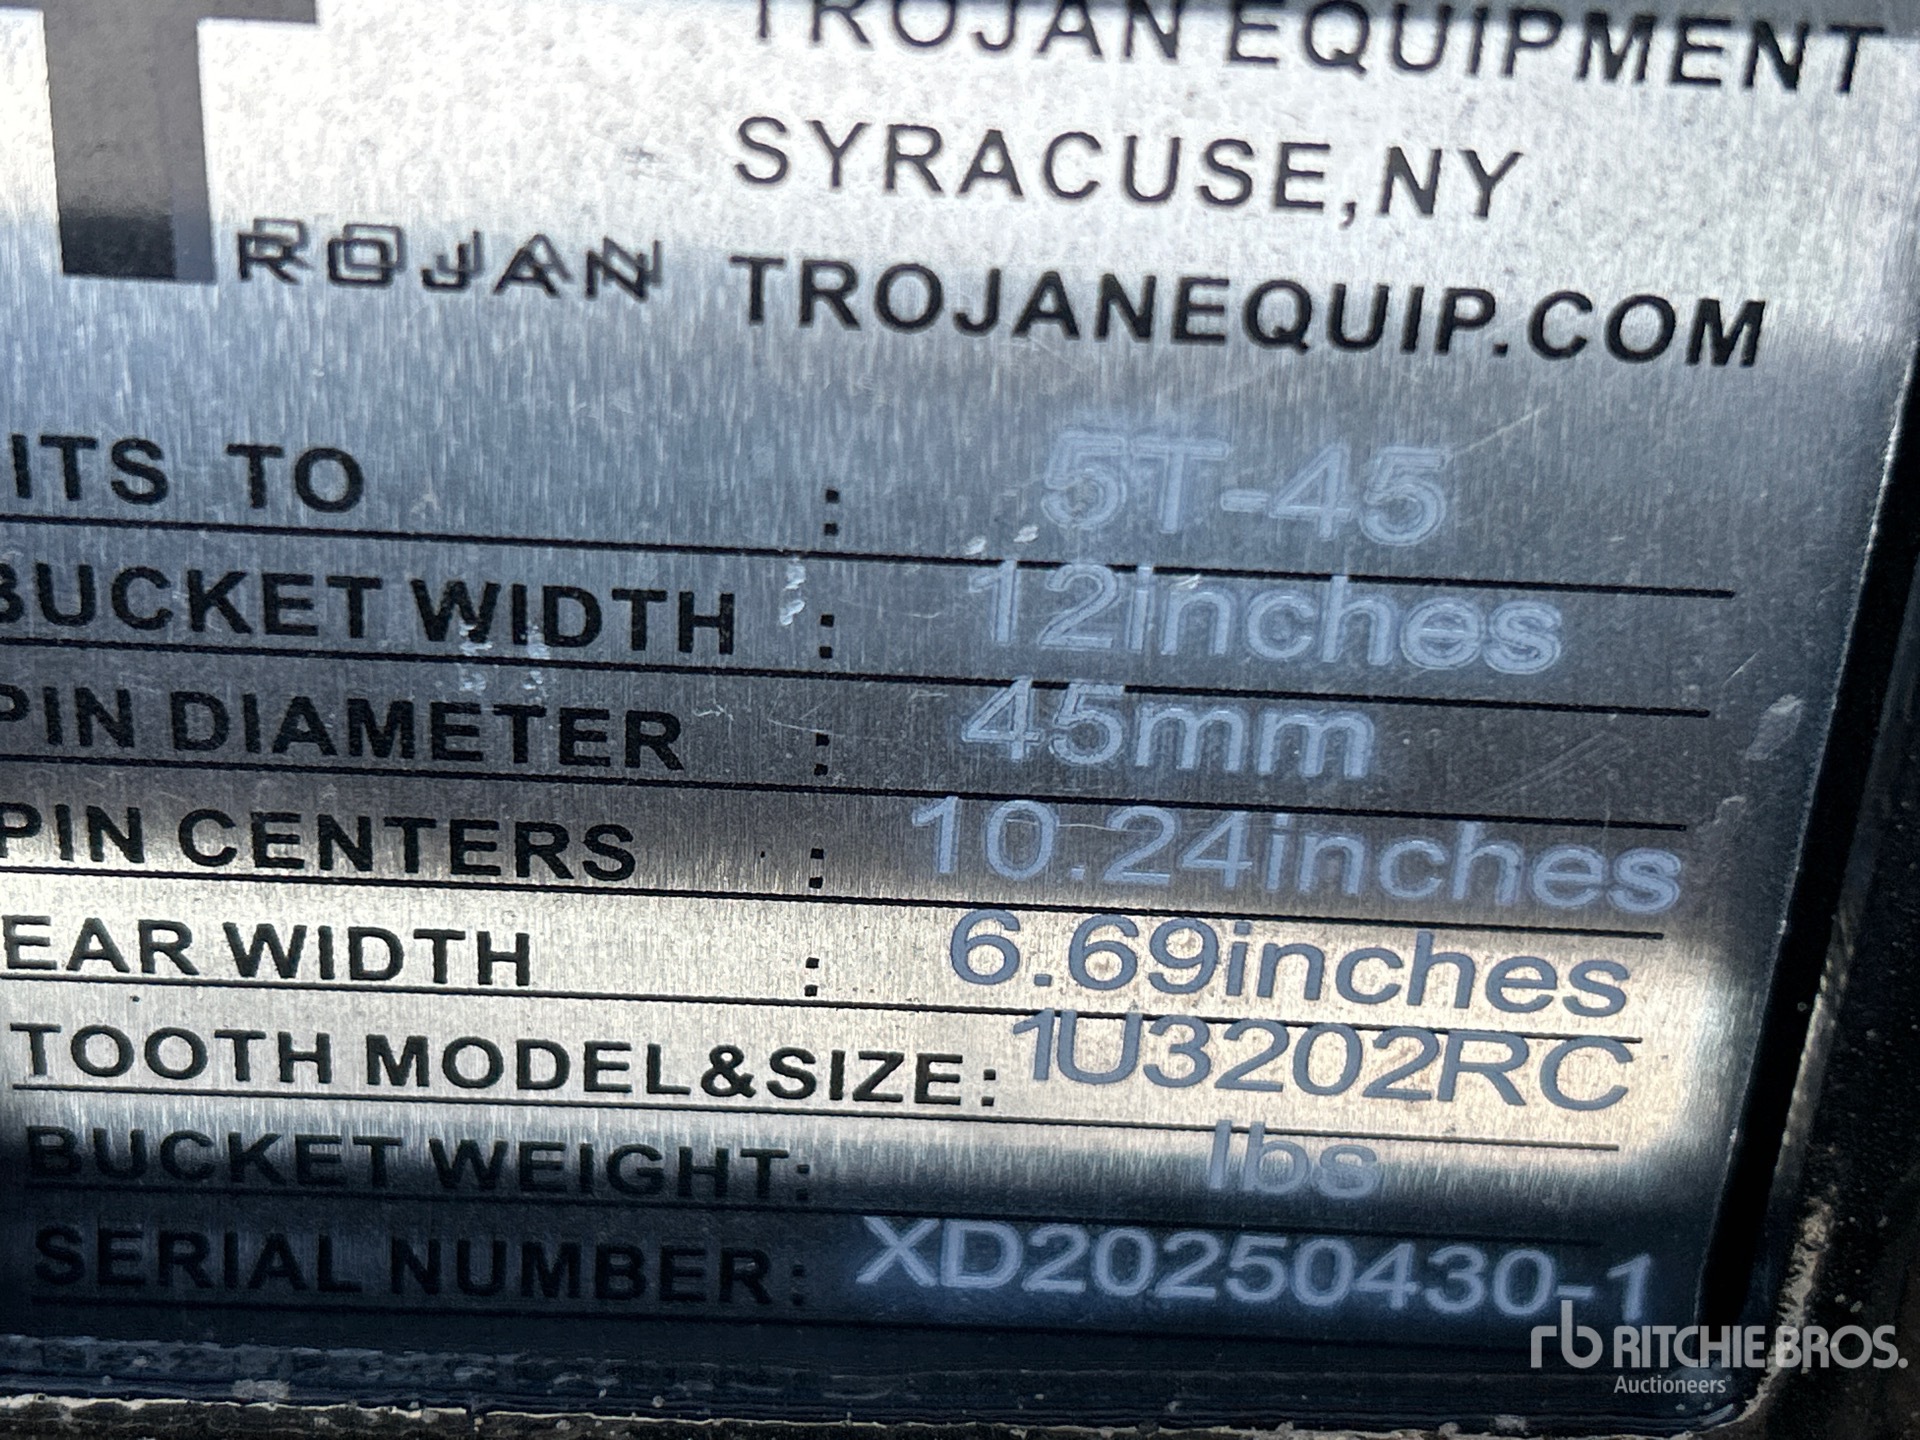 TROJAN EQUIPMENT
SYRACUSE,NY
ROJAN TROJANEQUIP.COM
ITS TO : 5T-45
BUCKET WIDTH : 12inches
PIN DIAMETER : 45mm
PIN CENTERS : 10.24inches
EAR WIDTH : 6.69inches
TOOTH MODEL&SIZE: 1U3202RC
BUCKET WEIGHT: lbs
SERIAL NUMBER: XD20250430-1
rb RITCHIE BROS.
Auctioneers